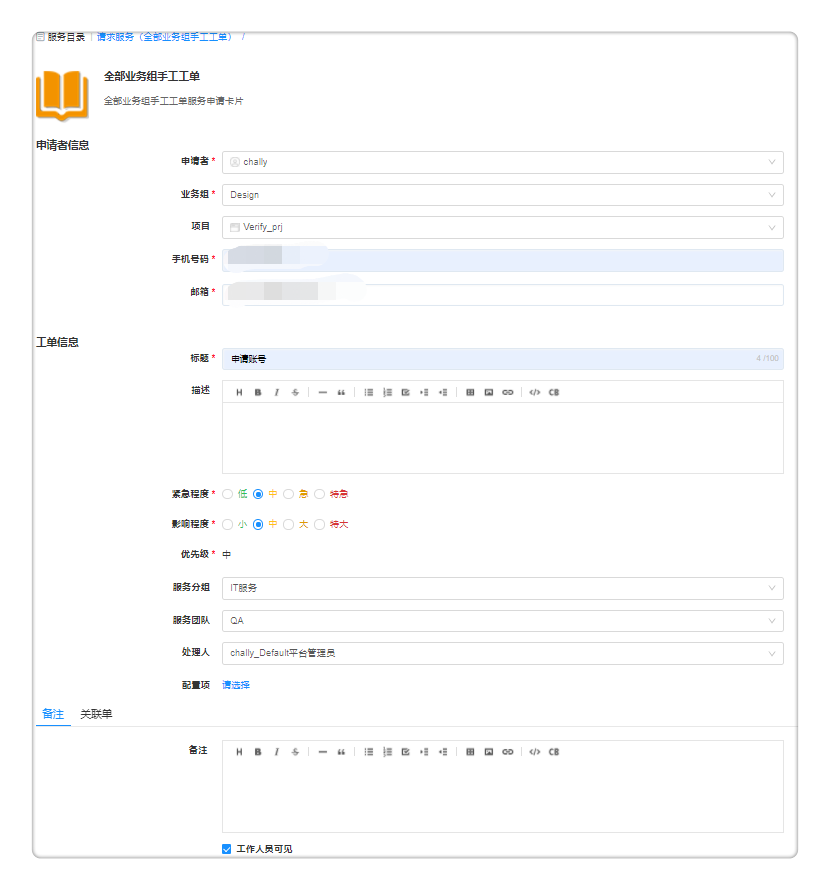 服务目录 | 请求服务（全部业务组手工工单） /
全部业务组手工工单
全部业务组手工工单服务申请卡片
申请者信息
申请者 * chally
业务组 * Design
项目 Verify_prj
手机号码 *
邮箱 *
工单信息
标题 * 申请账号 4 /100
描述 H B I S — “ </> CB
紧急程度 * 低 中 急 特急
影响程度 * 小 中 大 特大
优先级 * 中
服务分组 IT服务
服务团队 QA
处理人 chally_Default平台管理员
配置项 请选择
备注 关联单
备注 H B I S — “ </> CB
工作人员可见